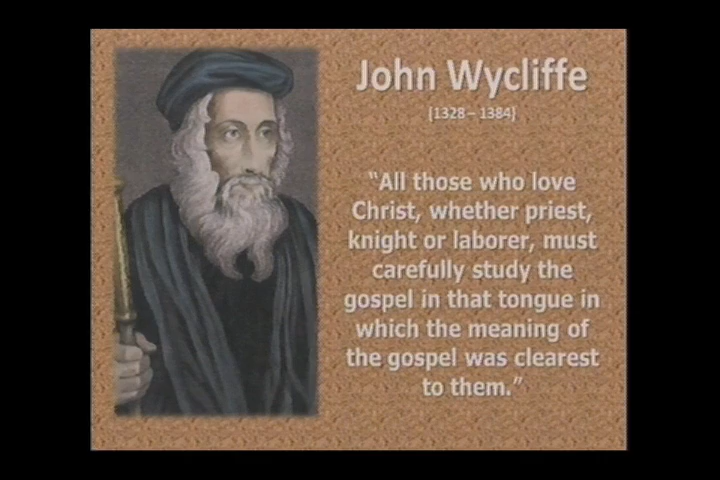 John Wycliffe
(1328 – 1384)
“All those who love
Christ, whether priest,
knight or laborer, must
carefully study the
gospel in that tongue in
which the meaning of
the gospel was clearest
to them.”